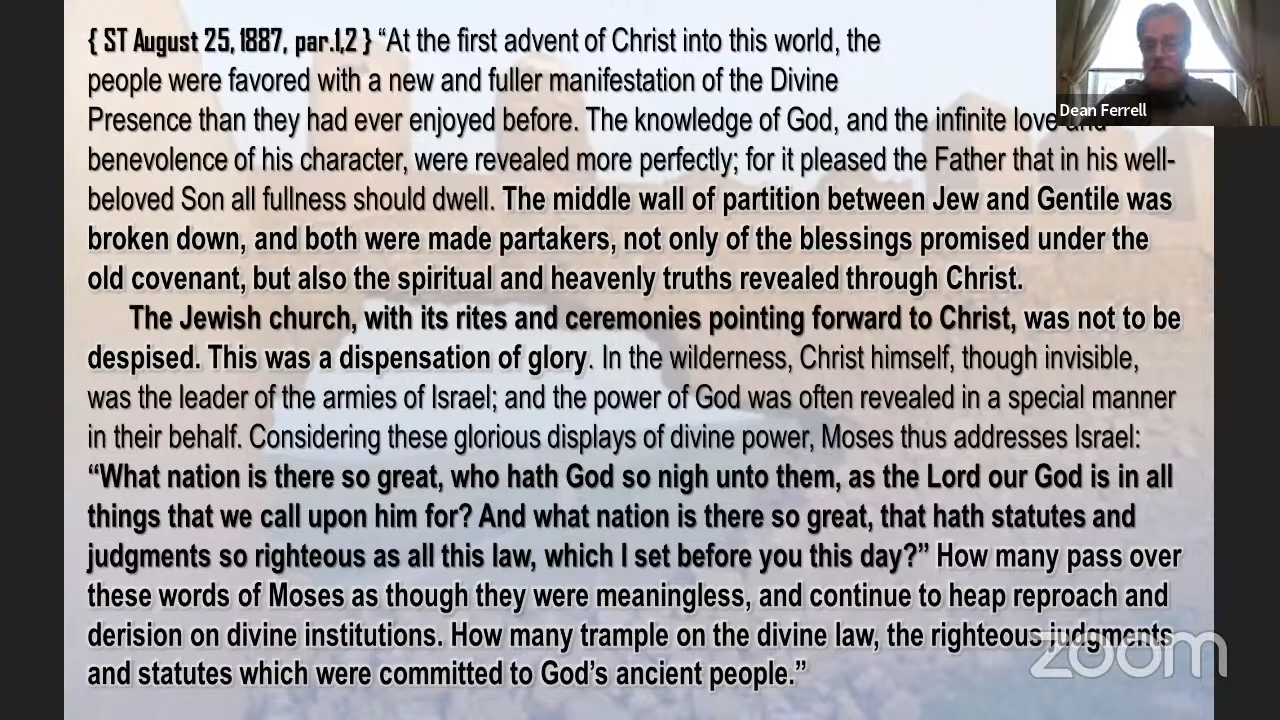 { ST August 25, 1887, par.1,2 } “At the first advent of Christ into this world, the
people were favored with a new and fuller manifestation of the Divine
Presence than they had ever enjoyed before. The knowledge of God, and the infinite love and
benevolence of his character, were revealed more perfectly; for it pleased the Father that in his well-
beloved Son all fullness should dwell. The middle wall of partition between Jew and Gentile was
broken down, and both were made partakers, not only of the blessings promised under the
old covenant, but also the spiritual and heavenly truths revealed through Christ.
The Jewish church, with its rites and ceremonies pointing forward to Christ, was not to be
despised. This was a dispensation of glory. In the wilderness, Christ himself, though invisible,
was the leader of the armies of Israel; and the power of God was often revealed in a special manner
in their behalf. Considering these glorious displays of divine power, Moses thus addresses Israel:
“What nation is there so great, who hath God so nigh unto them, as the Lord our God is in all
things that we call upon him for? And what nation is there so great, that hath statutes and
judgments so righteous as all this law, which I set before you this day?” How many pass over
these words of Moses as though they were meaningless, and continue to heap reproach and
derision on divine institutions. How many trample on the divine law, the righteous judgments
and statutes which were committed to God’s ancient people.”
Dean Ferrell
zoom